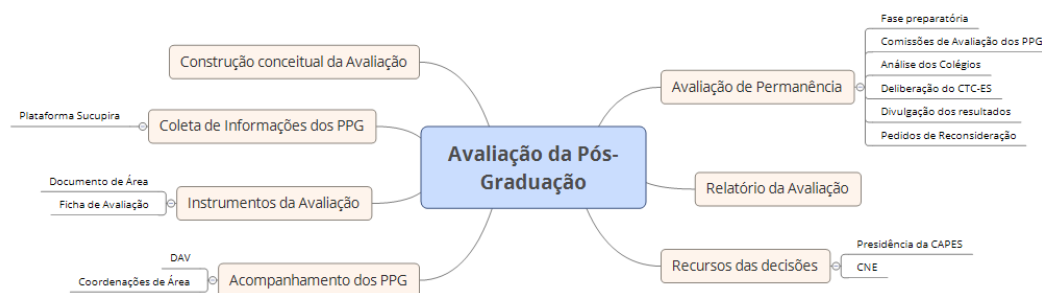 Avaliação da Pós-
Graduação
Construção conceitual da Avaliação
Coleta de Informações dos PPG
Plataforma Sucupira
Instrumentos da Avaliação
Documento de Área
Ficha de Avaliação
Acompanhamento dos PPG
DAV
Coordenações de Área
Avaliação de Permanência
Fase preparatória
Comissões de Avaliação dos PPG
Análise dos Colégios
Deliberação do CTC-ES
Divulgação dos resultados
Pedidos de Reconsideração
Relatório da Avaliação
Recursos das decisões
Presidência da CAPES
CNE